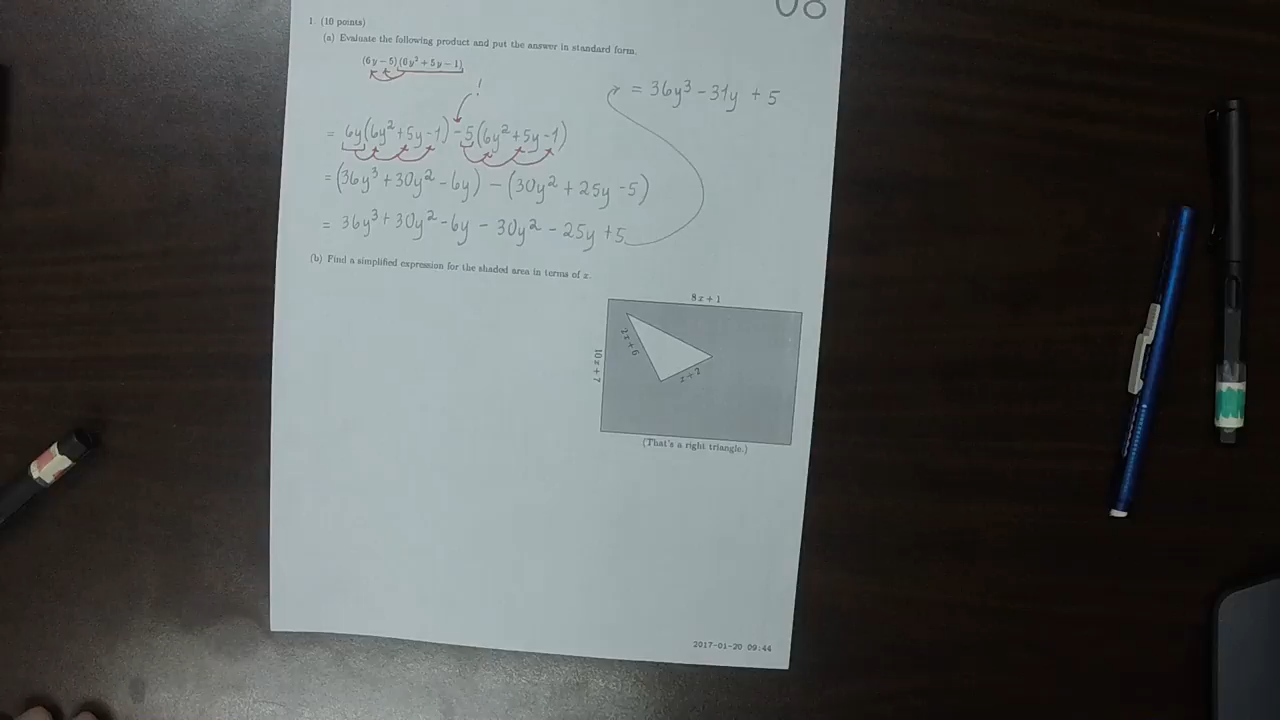 08
1. (10 points)
(a) Evaluate the following product and put the answer in standard form.
(6y − 5)(6y² + 5y − 1)
!
= 36y³ − 31y + 5
= 6y(6y² + 5y − 1) − 5(6y² + 5y − 1)
= (36y³ + 30y² − 6y) − (30y² + 25y − 5)
= 36y³ + 30y² − 6y − 30y² − 25y + 5
(b) Find a simplified expression for the shaded area in terms of x.
8x + 1
10x + 7
x + 2
(That's a right triangle.)
2017-01-20 09:44